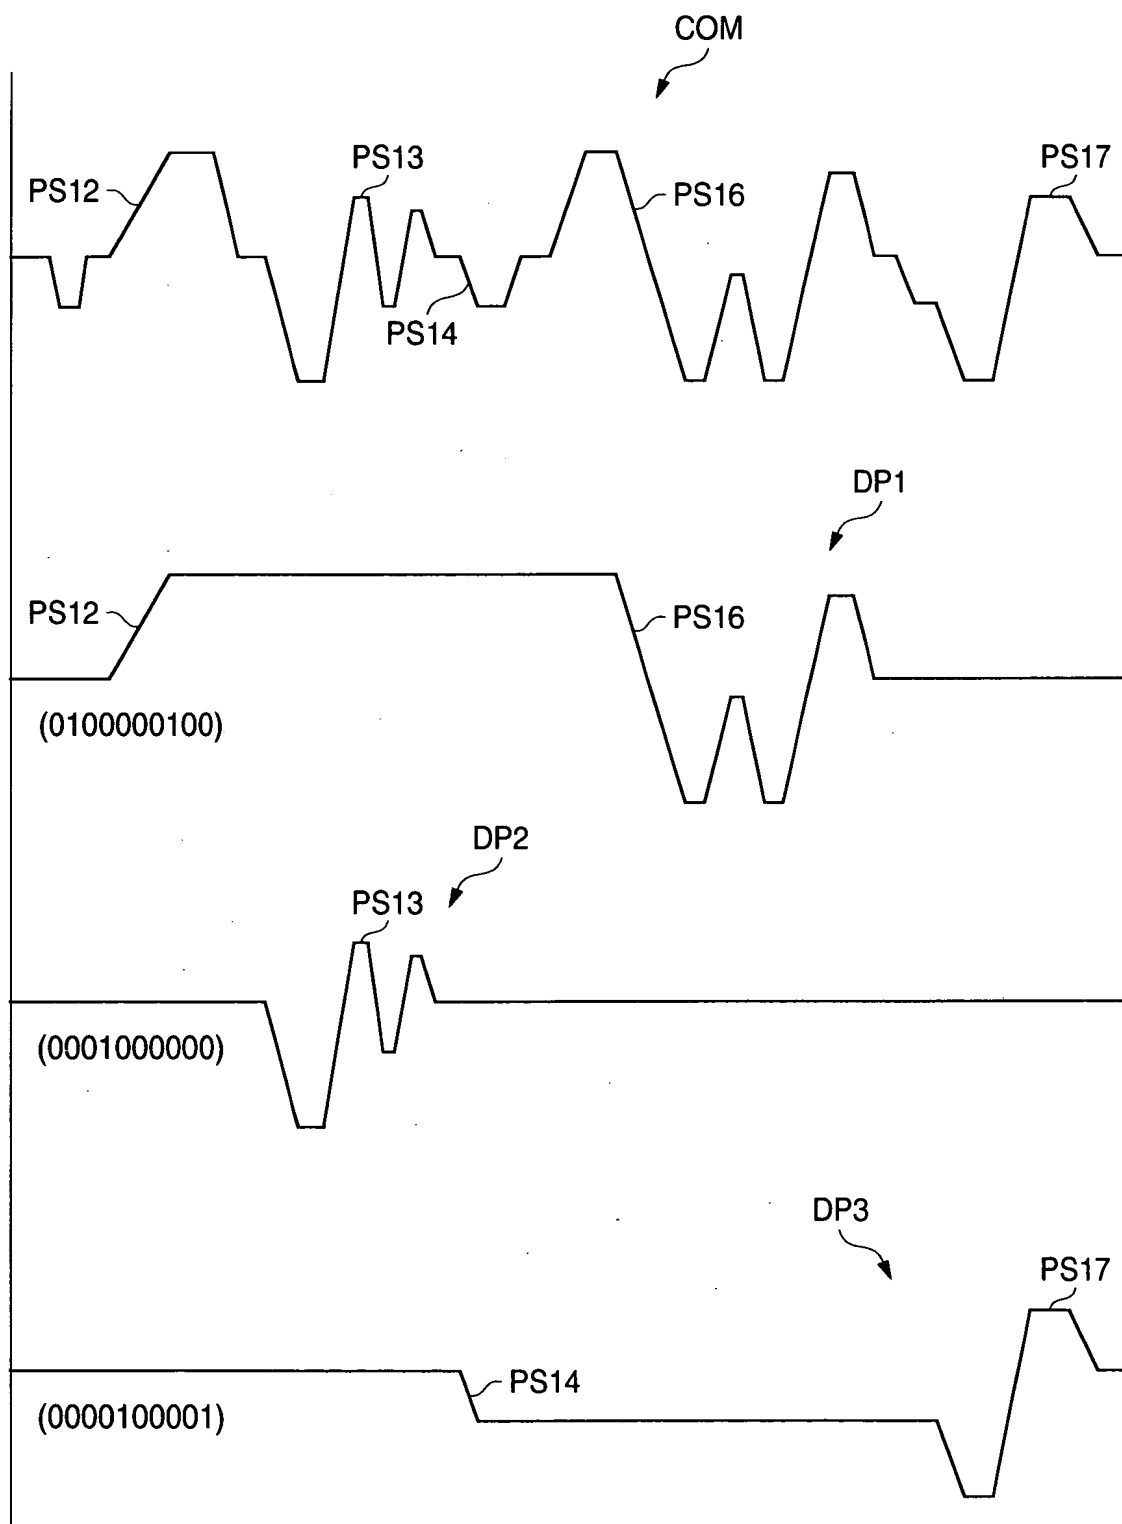 COM
PS12
PS13
PS16
PS17
PS14
DP1
PS12
PS16
(0100000100)
DP2
PS13
(0001000000)
DP3
PS17
PS14
(0000100001)